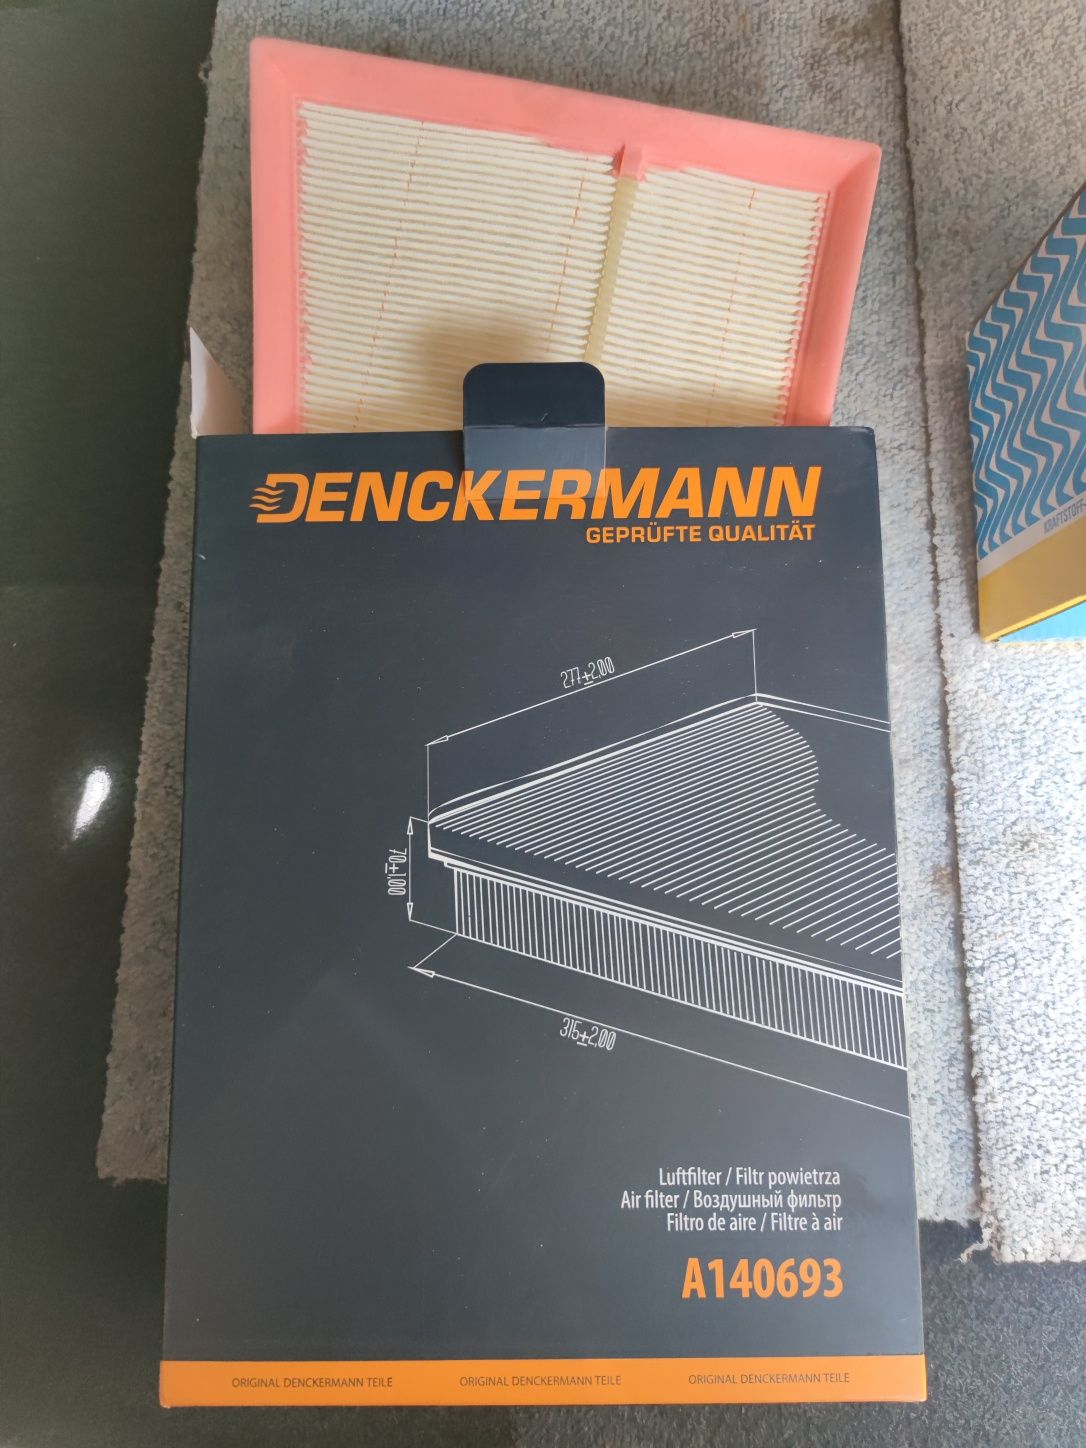 DENCKERMANN
GEPRÜFTE QUALITÄT
KRAFTSTOFF
277±2,00
70±1,00
315±2,00
Luftfilter / Filtr powietrza
Air filter / Воздушный фильтр
Filtro de aire / Filtre à air
A140693
ORIGINAL DENCKERMANN TEILE ORIGINAL DENCKERMANN TEILE ORIGINAL DENCKERMANN TEILE